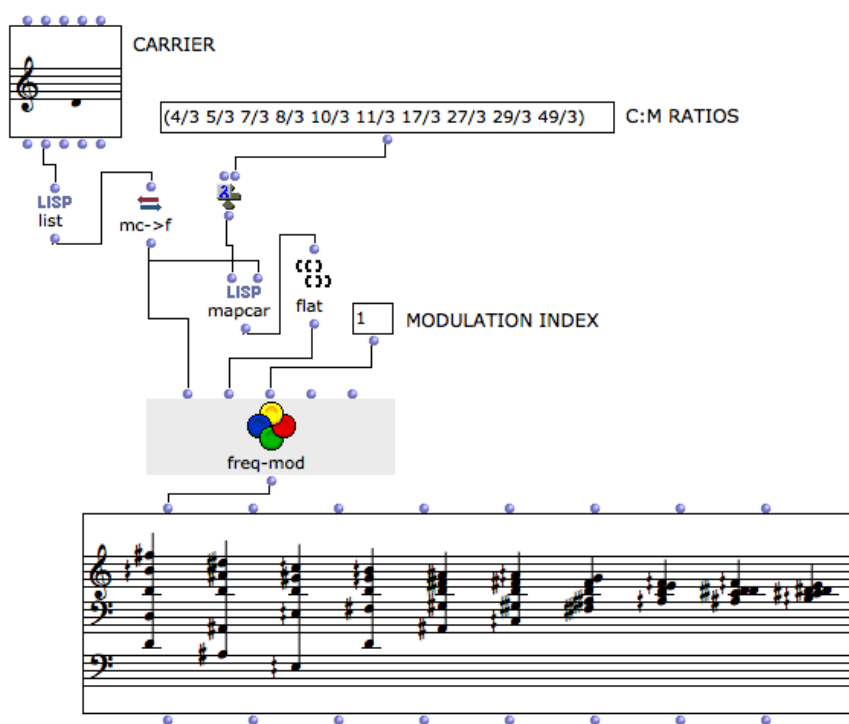 CARRIER
(4/3 5/3 7/3 8/3 10/3 11/3 17/3 27/3 29/3 49/3)
C:M RATIOS
LISP
list
mc->f
LISP
mapcar
flat
1
MODULATION INDEX
freq-mod